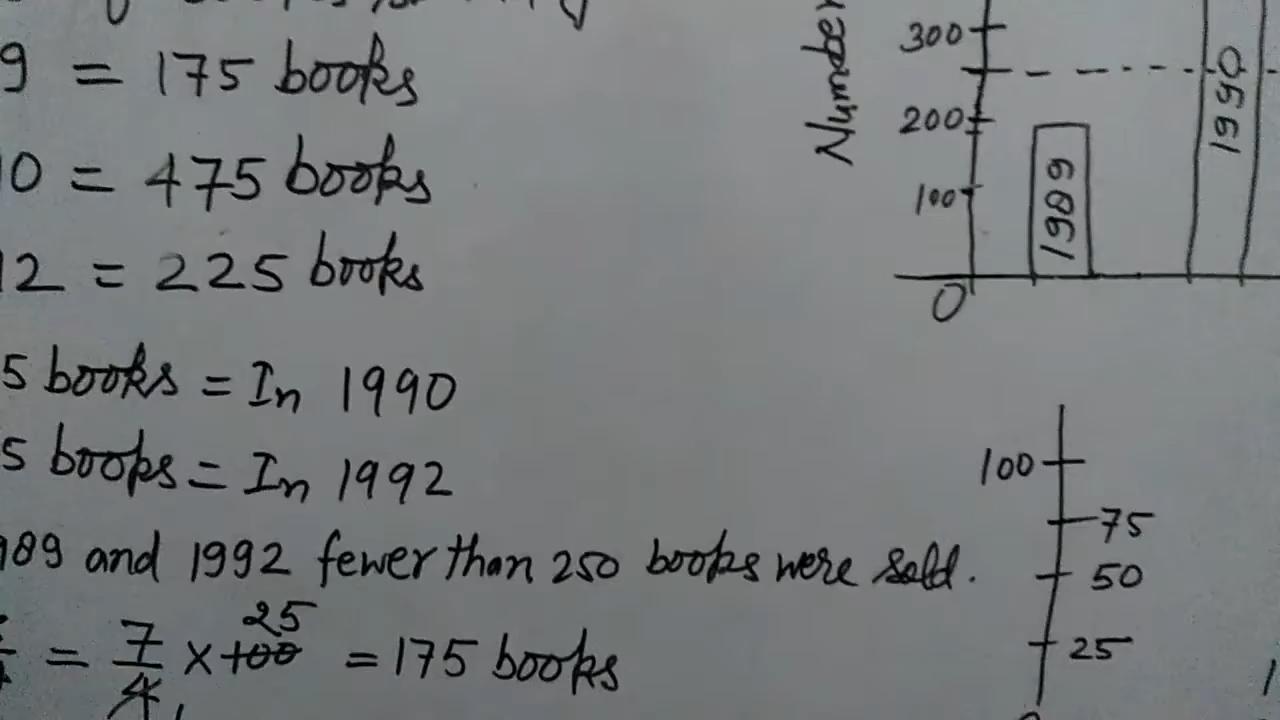 9 = 175 books
10 = 475 books
12 = 225 books
5 books = In 1990
5 books = In 1992
989 and 1992 fewer than 250 books were sold.
= 7/4 × 100 25 = 175 books
Number
300
200
100
0
1989
1990
100
75
50
25